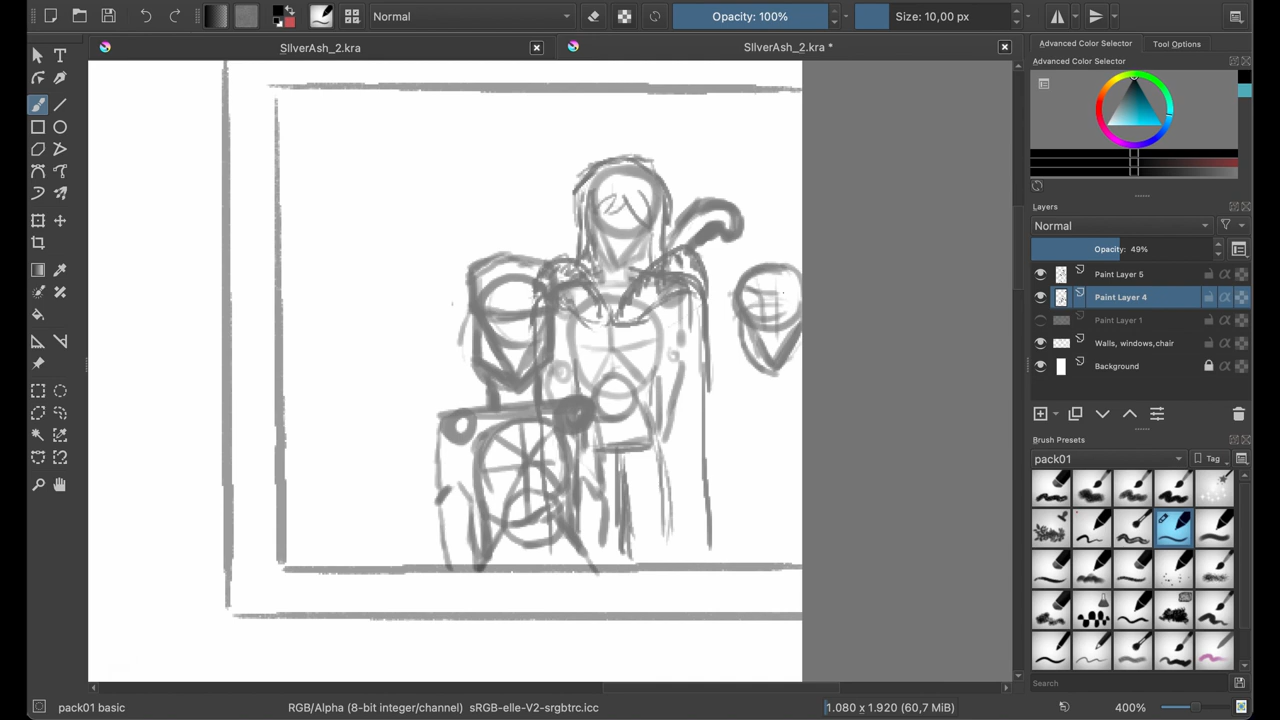 Normal
Opacity: 100%
Size: 10,00 px
SIlverAsh_2.kra
SIlverAsh_2.kra *
Advanced Color Selector
Tool Options
Advanced Color Selector
Layers
Normal
Opacity: 49%
Paint Layer 5
Paint Layer 4
Paint Layer 1
Walls, windows,chair
Background
Brush Presets
pack01
Tag
Search
pack01 basic
RGB/Alpha (8-bit integer/channel) sRGB-elle-V2-srgbtrc.icc
1.080 x 1.920 (60,7 MiB)
400%